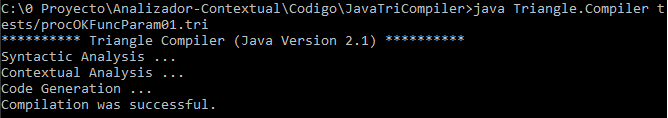 C:\0 Proyecto\Analizador-Contextual\Codigo\JavaTriCompiler>java Triangle.Compiler t
ests/procOKFuncParam01.tri
********** Triangle Compiler (Java Version 2.1) **********
Syntactic Analysis ...
Contextual Analysis ...
Code Generation ...
Compilation was successful.